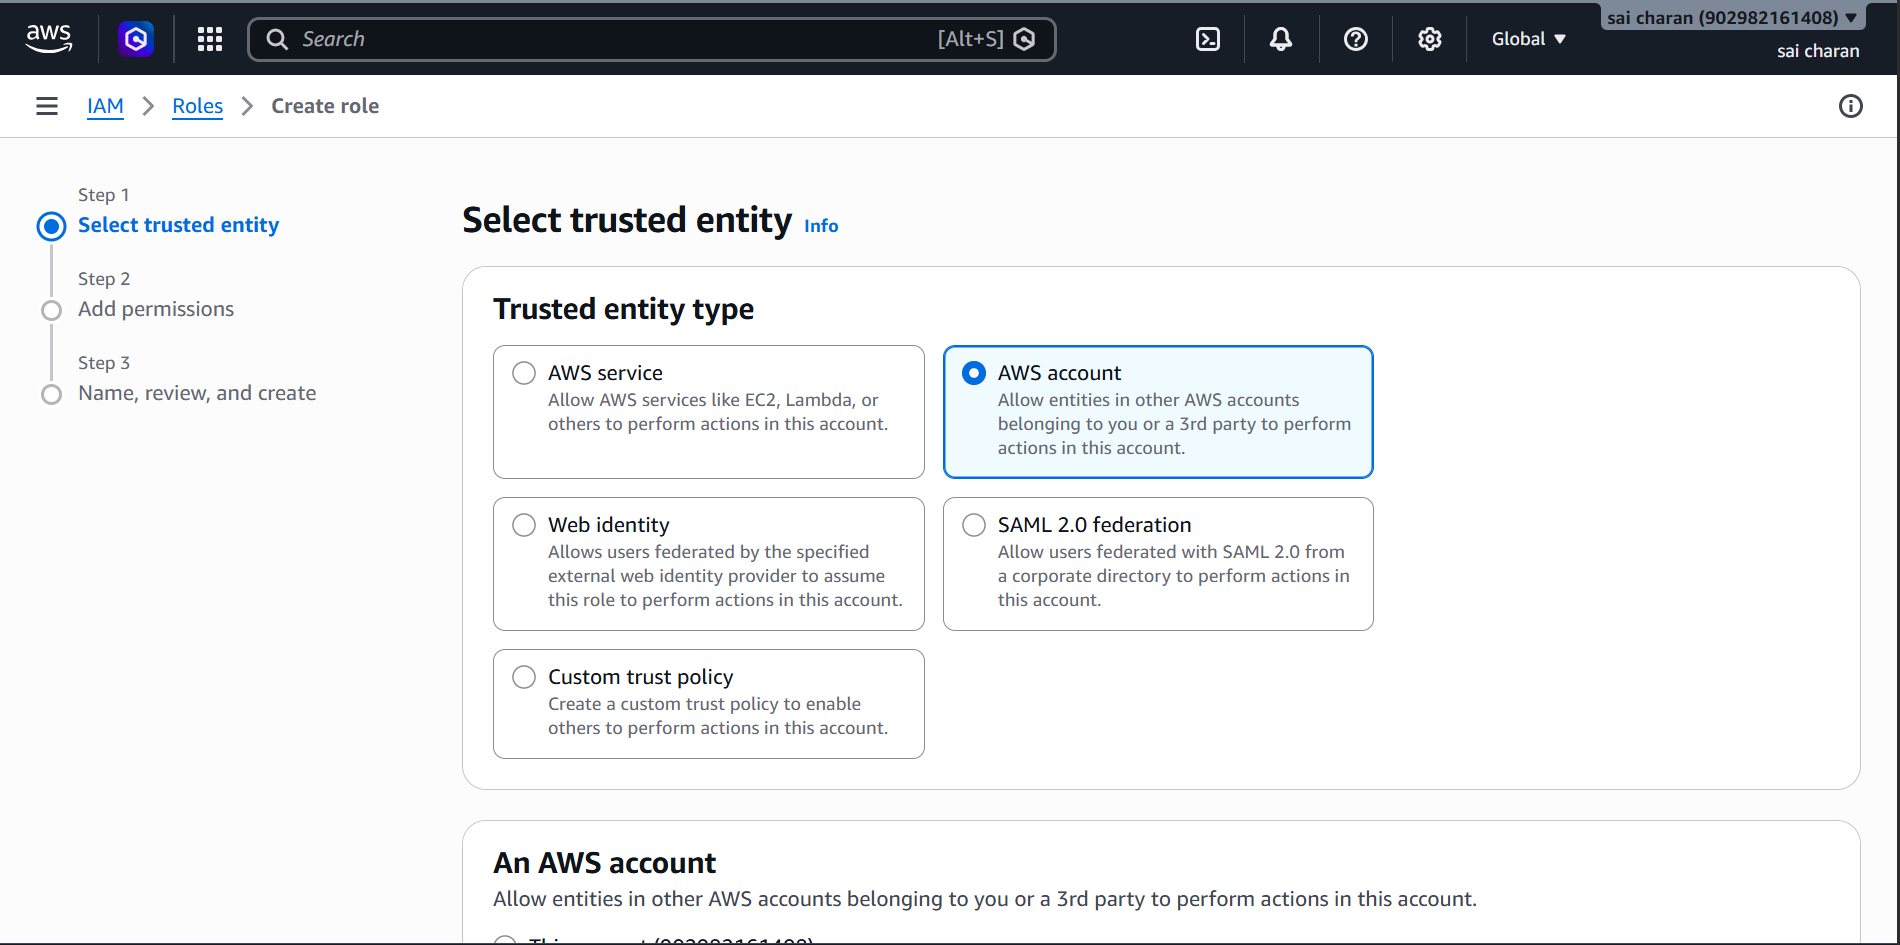 aws
Search
[Alt+S]
Global
sai charan (902982161408)
sai charan
IAM
Roles
Create role
Step 1
Select trusted entity
Step 2
Add permissions
Step 3
Name, review, and create
Select trusted entity
Info
Trusted entity type
AWS service
Allow AWS services like EC2, Lambda, or
others to perform actions in this account.
AWS account
Allow entities in other AWS accounts
belonging to you or a 3rd party to perform
actions in this account.
Web identity
Allows users federated by the specified
external web identity provider to assume
this role to perform actions in this account.
SAML 2.0 federation
Allow users federated with SAML 2.0 from
a corporate directory to perform actions in
this account.
Custom trust policy
Create a custom trust policy to enable
others to perform actions in this account.
An AWS account
Allow entities in other AWS accounts belonging to you or a 3rd party to perform actions in this account.
(902982161408)